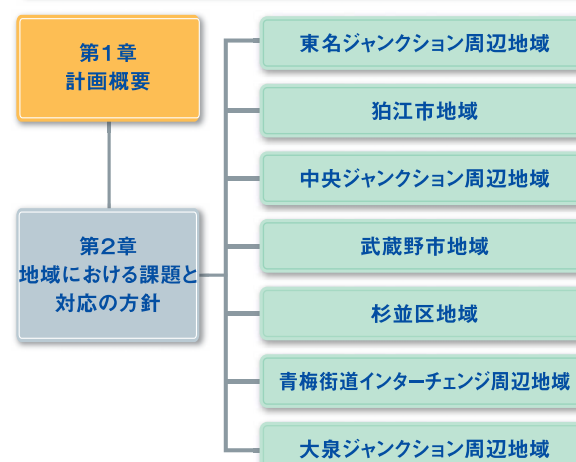 第1章
計画概要
第2章
地域における課題と
対応の方針
東名ジャンクション周辺地域
狛江市地域
中央ジャンクション周辺地域
武蔵野市地域
杉並区地域
青梅街道インターチェンジ周辺地域
大泉ジャンクション周辺地域